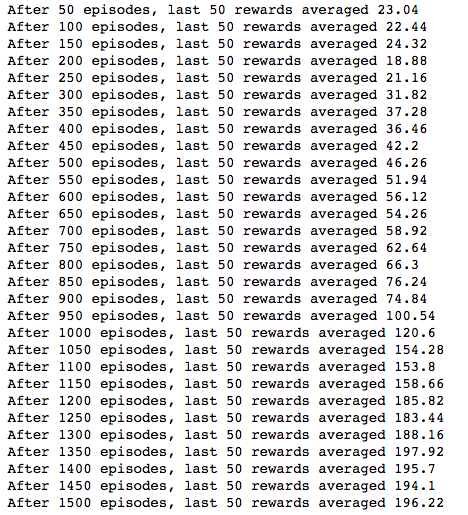 After 50 episodes, last 50 rewards averaged 23.04
After 100 episodes, last 50 rewards averaged 22.44
After 150 episodes, last 50 rewards averaged 24.32
After 200 episodes, last 50 rewards averaged 18.88
After 250 episodes, last 50 rewards averaged 21.16
After 300 episodes, last 50 rewards averaged 31.82
After 350 episodes, last 50 rewards averaged 37.28
After 400 episodes, last 50 rewards averaged 36.46
After 450 episodes, last 50 rewards averaged 42.2
After 500 episodes, last 50 rewards averaged 46.26
After 550 episodes, last 50 rewards averaged 51.94
After 600 episodes, last 50 rewards averaged 56.12
After 650 episodes, last 50 rewards averaged 54.26
After 700 episodes, last 50 rewards averaged 58.92
After 750 episodes, last 50 rewards averaged 62.64
After 800 episodes, last 50 rewards averaged 66.3
After 850 episodes, last 50 rewards averaged 76.24
After 900 episodes, last 50 rewards averaged 74.84
After 950 episodes, last 50 rewards averaged 100.54
After 1000 episodes, last 50 rewards averaged 120.6
After 1050 episodes, last 50 rewards averaged 154.28
After 1100 episodes, last 50 rewards averaged 153.8
After 1150 episodes, last 50 rewards averaged 158.66
After 1200 episodes, last 50 rewards averaged 185.82
After 1250 episodes, last 50 rewards averaged 183.44
After 1300 episodes, last 50 rewards averaged 188.16
After 1350 episodes, last 50 rewards averaged 197.92
After 1400 episodes, last 50 rewards averaged 195.7
After 1450 episodes, last 50 rewards averaged 194.1
After 1500 episodes, last 50 rewards averaged 196.22